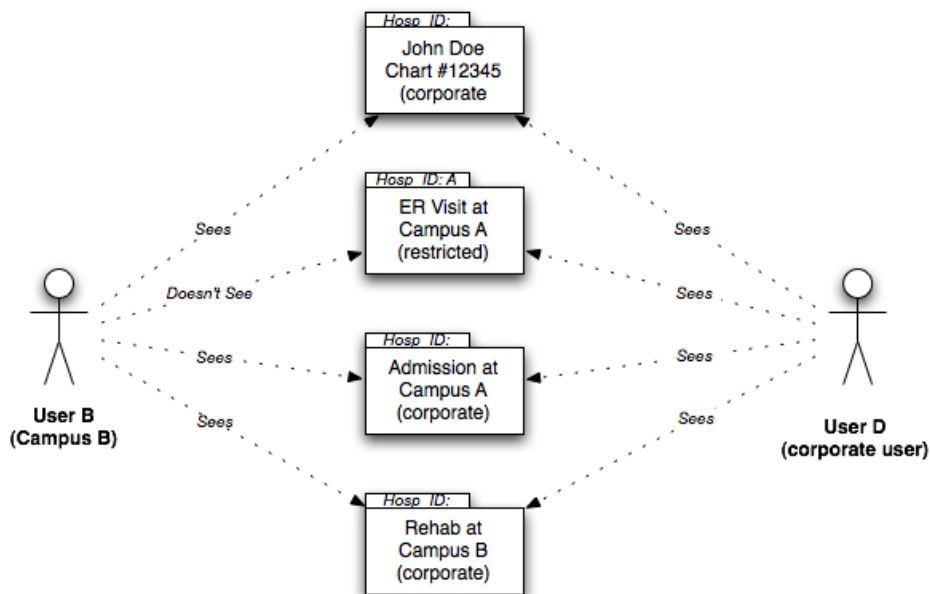 Hosp_ID:
John Doe
Chart #12345
(corporate
Hosp_ID: A
ER Visit at
Campus A
(restricted)
Sees
Sees
Doesn't See
Sees
Hosp_ID:
Admission at
Campus A
(corporate)
Sees
Sees
Sees
Sees
User B
(Campus B)
User D
(corporate user)
Hosp_ID:
Rehab at
Campus B
(corporate)